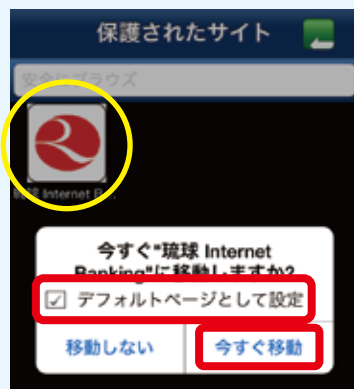 保護されたサイト
安全にブラウズ
琉球 Internet B...
今すぐ"琉球 Internet
Banking"に移動しますか?
デフォルトページとして設定
移動しない
今すぐ移動